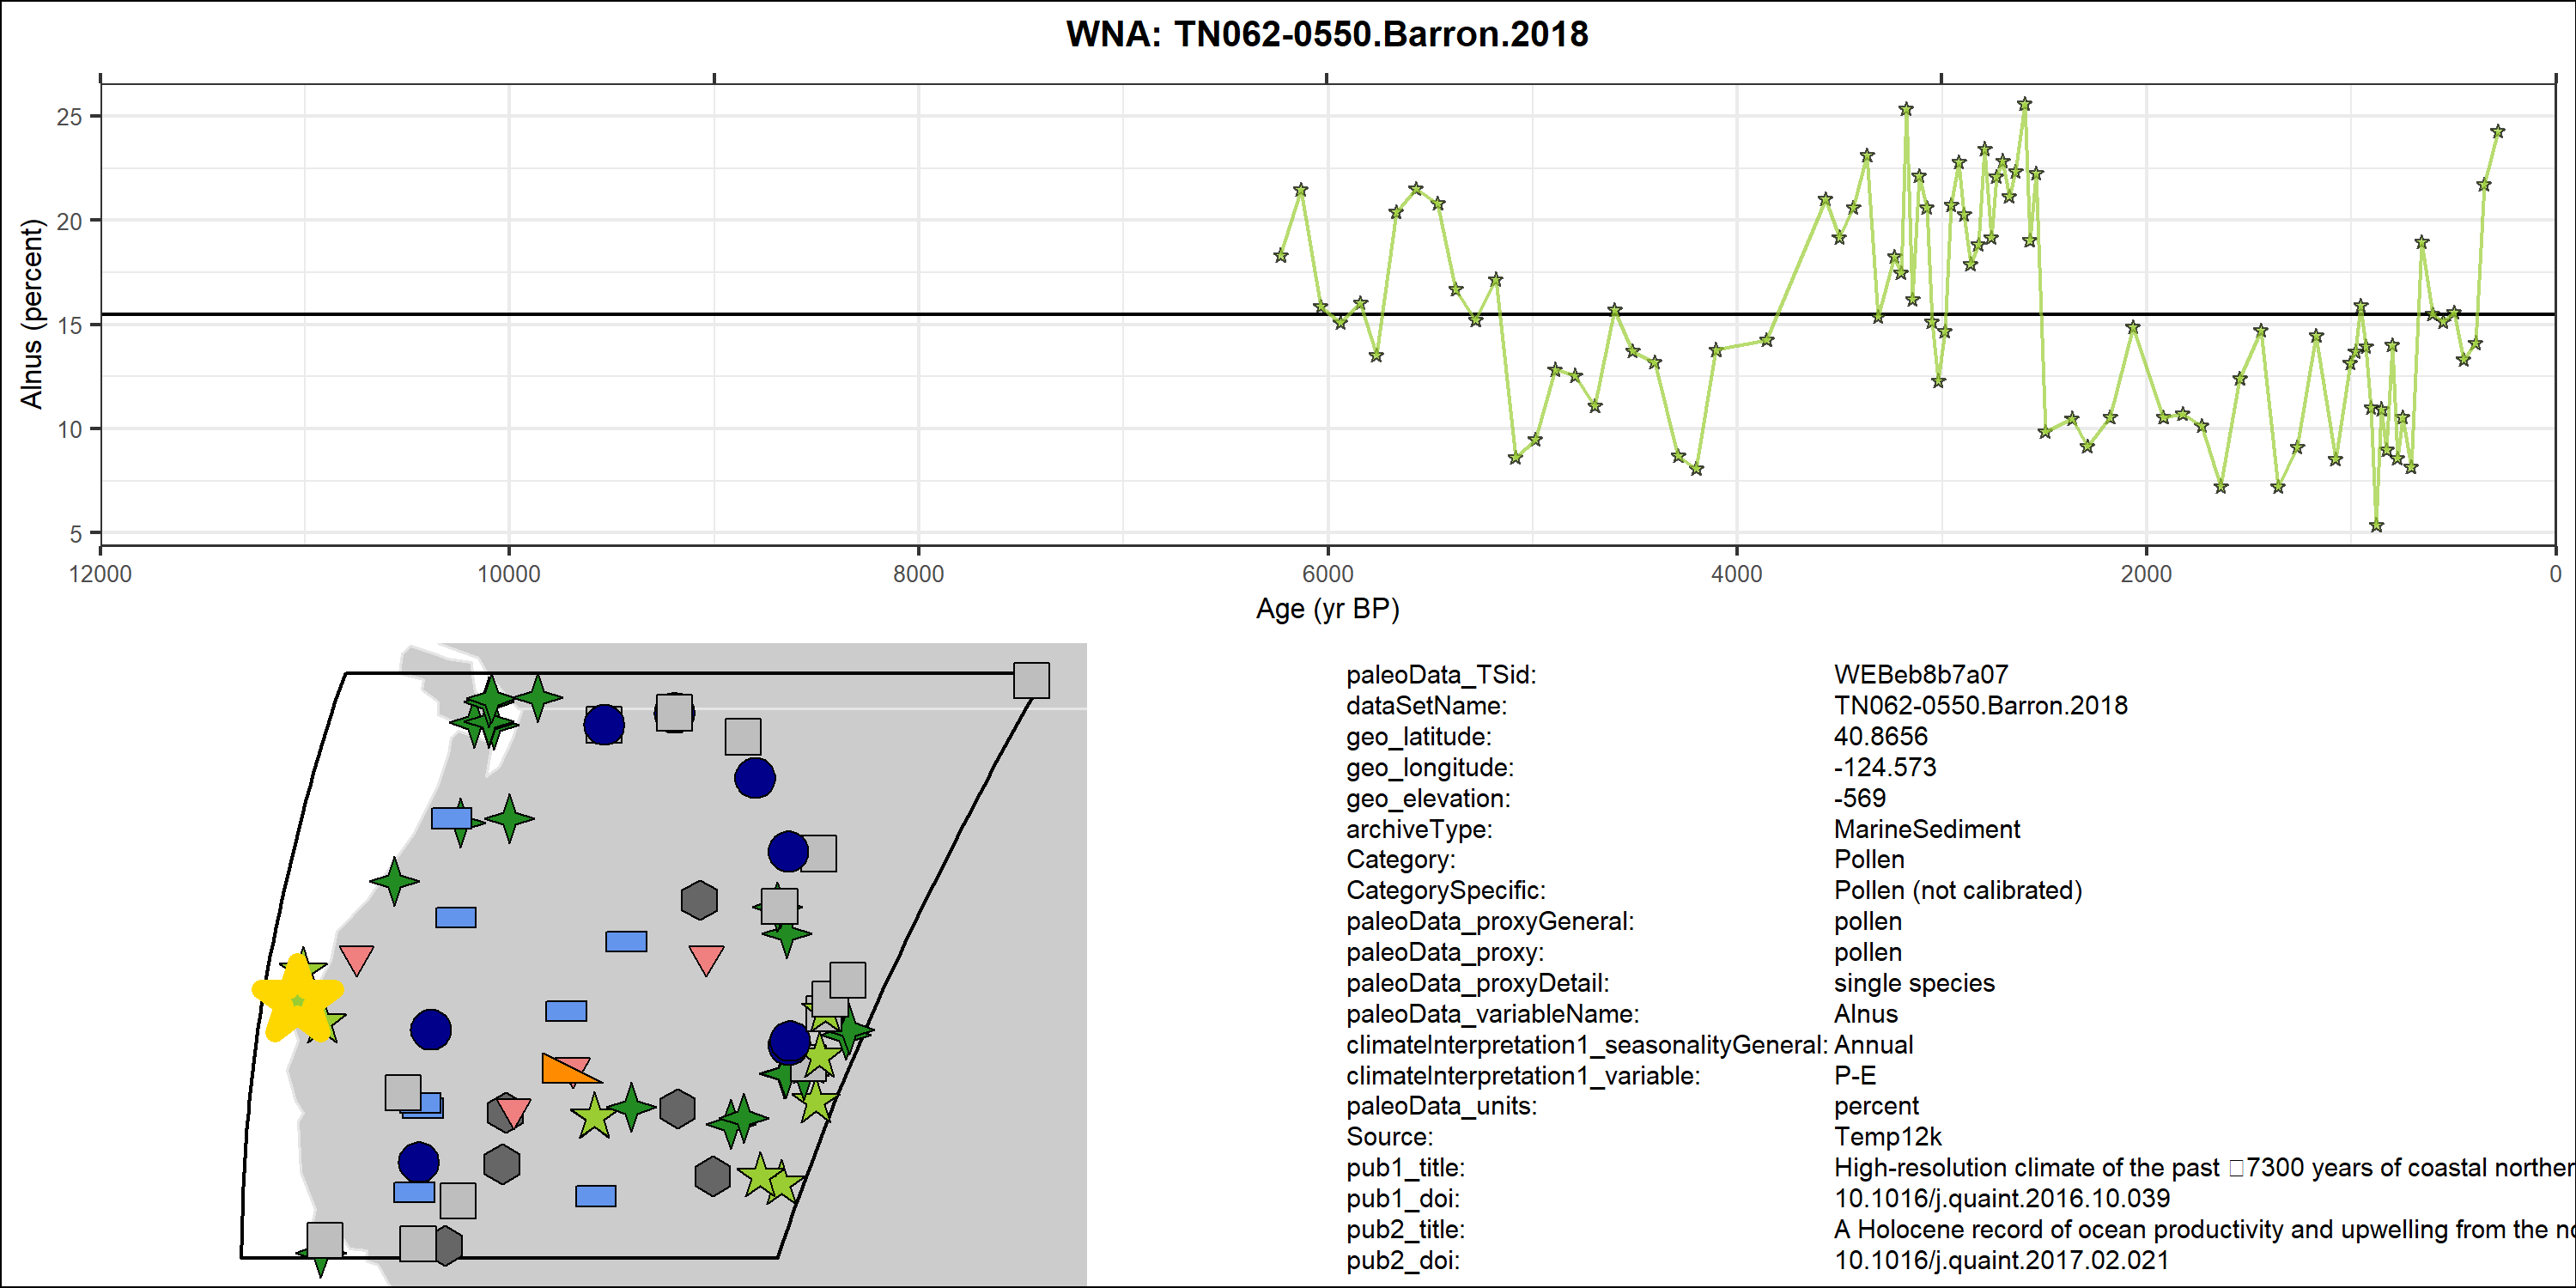 WNA: TN062-0550.Barron.2018
25
20
15
10
5
Alnus (percent)
12000 10000 8000 6000 4000 2000 0
Age (yr BP)
paleoData_TSid: WEBeb8b7a07
dataSetName: TN062-0550.Barron.2018
geo_latitude: 40.8656
geo_longitude: -124.573
geo_elevation: -569
archiveType: MarineSediment
Category: Pollen
CategorySpecific: Pollen (not calibrated)
paleoData_proxyGeneral: pollen
paleoData_proxy: pollen
paleoData_proxyDetail: single species
paleoData_variableName: Alnus
climateInterpretation1_seasonalityGeneral: Annual
climateInterpretation1_variable: P-E
paleoData_units: percent
Source: Temp12k
pub1_title: High-resolution climate of the past □7300 years of coastal norther
pub1_doi: 10.1016/j.quaint.2016.10.039
pub2_title: A Holocene record of ocean productivity and upwelling from the no
pub2_doi: 10.1016/j.quaint.2017.02.021